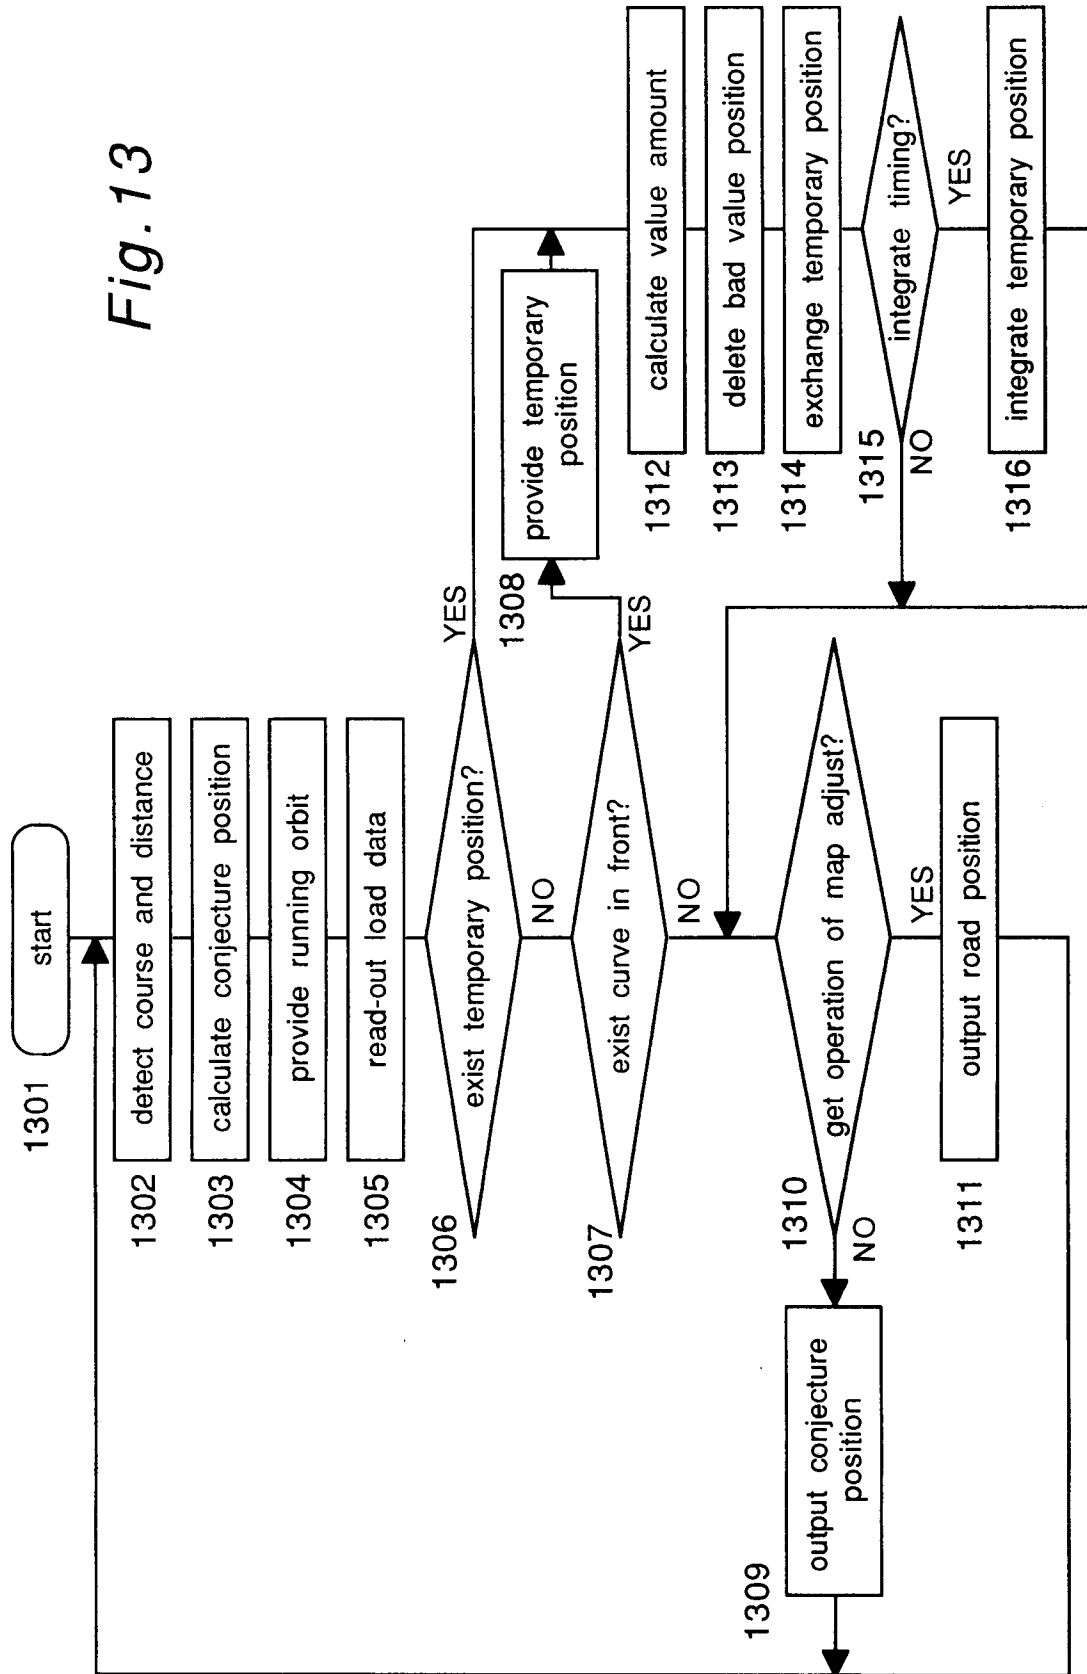 Fig.13
start
1301
detect course and distance
1302
calculate conjecture position
1303
provide running orbit
1304
read-out load data
1305
exist temporary position?
1306
YES
NO
exist curve in front?
1307
YES
NO
provide temporary
position
1308
output conjecture
position
1309
get operation of map adjust?
1310
NO
YES
output road position
1311
calculate value amount
1312
delete bad value position
1313
exchange temporary position
1314
integrate timing?
1315
NO
YES
integrate temporary position
1316